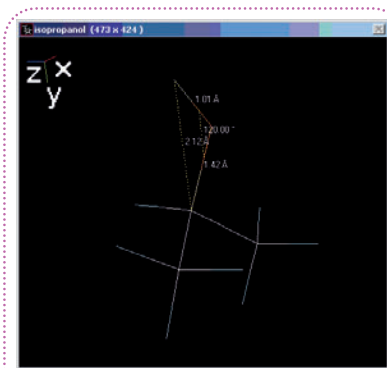 isopropanol (473 x 424)
z x
y
1.01 Å
120.00 °
2.12 Å
1.42 Å